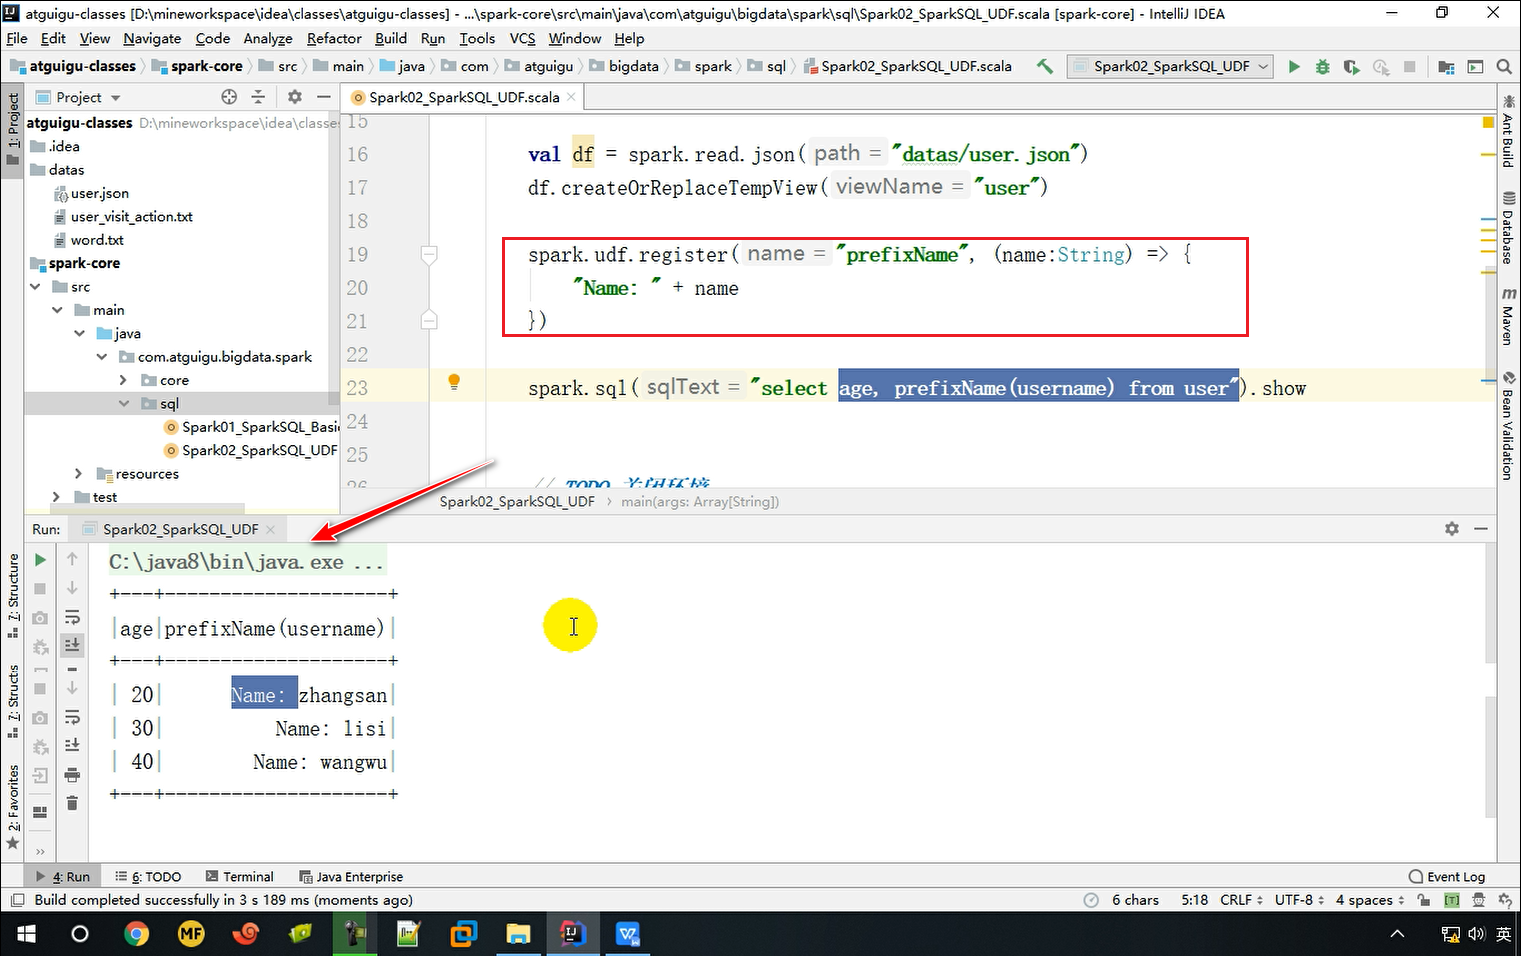 atguigu-classes [D:\mineworkspace\idea\classes\atguigu-classes] - ...\spark-core\src\main\java\com\atguigu\bigdata\spark\sql\Spark02_SparkSQL_UDF.scala [spark-core] - IntelliJ IDEA
File Edit View Navigate Code Analyze Refactor Build Run Tools VCS Window Help
atguigu-classes spark-core src main java com atguigu bigdata spark sql Spark02_SparkSQL_UDF.scala Spark02_SparkSQL_UDF
1: Project
Project
Spark02_SparkSQL_UDF.scala
atguigu-classes D:\mineworkspace\idea\classe
.idea
datas
user.json
user_visit_action.txt
word.txt
spark-core
src
main
java
com.atguigu.bigdata.spark
core
sql
Spark01_SparkSQL_Basi
Spark02_SparkSQL_UDF
resources
test
15
16 val df = spark.read.json( path = "datas/user.json")
17 df.createOrReplaceTempView( viewName = "user")
18
19 spark.udf.register( name = "prefixName", (name:String) => {
20 "Name: " + name
21 })
22
23 spark.sql( sqlText = "select age, prefixName(username) from user").show
24
25
26 // TODO 关闭环境
Spark02_SparkSQL_UDF › main(args: Array[String])
Ant Build
Database
Maven
Bean Validation
Run: Spark02_SparkSQL_UDF
C:\java8\bin\java.exe ...
+---+--------------------+
|age|prefixName(username)|
+---+--------------------+
| 20|      Name: zhangsan|
| 30|          Name: lisi|
| 40|        Name: wangwu|
+---+--------------------+
7: Structure
7: Structs
2: Favorites
4: Run 6: TODO Terminal Java Enterprise Event Log
Build completed successfully in 3 s 189 ms (moments ago) 6 chars 5:18 CRLF UTF-8 4 spaces [T]
MF 英